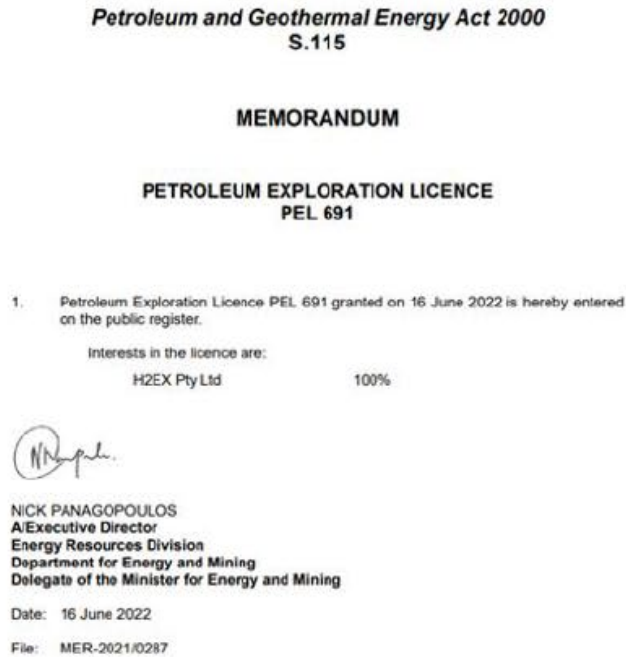 Petroleum and Geothermal Energy Act 2000
S.115
MEMORANDUM
PETROLEUM EXPLORATION LICENCE
PEL 691
1. Petroleum Exploration Licence PEL 691 granted on 16 June 2022 is hereby entered
on the public register.
Interests in the licence are:
H2EX Pty Ltd 100%
NICK PANAGOPOULOS
A/Executive Director
Energy Resources Division
Department for Energy and Mining
Delegate of the Minister for Energy and Mining
Date: 16 June 2022
File: MER-2021/0287